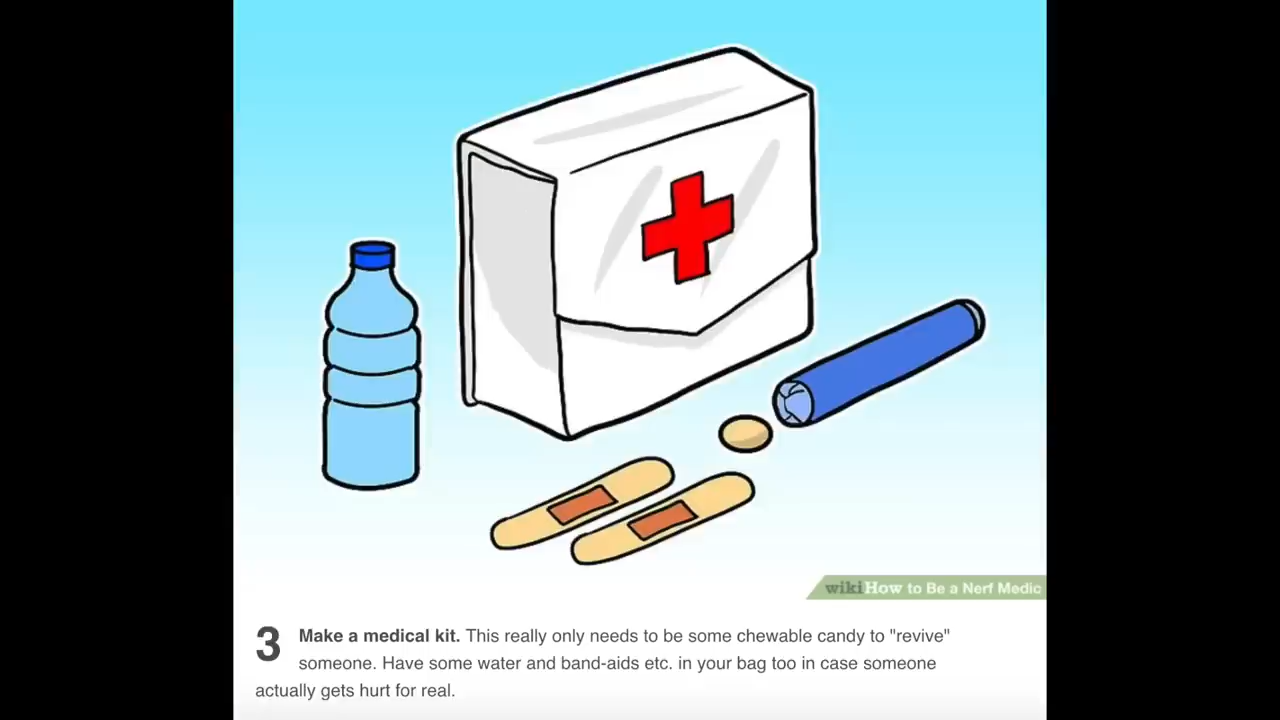 wikiHow to Be a Nerf Medic
3 Make a medical kit. This really only needs to be some chewable candy to "revive"
someone. Have some water and band-aids etc. in your bag too in case someone
actually gets hurt for real.